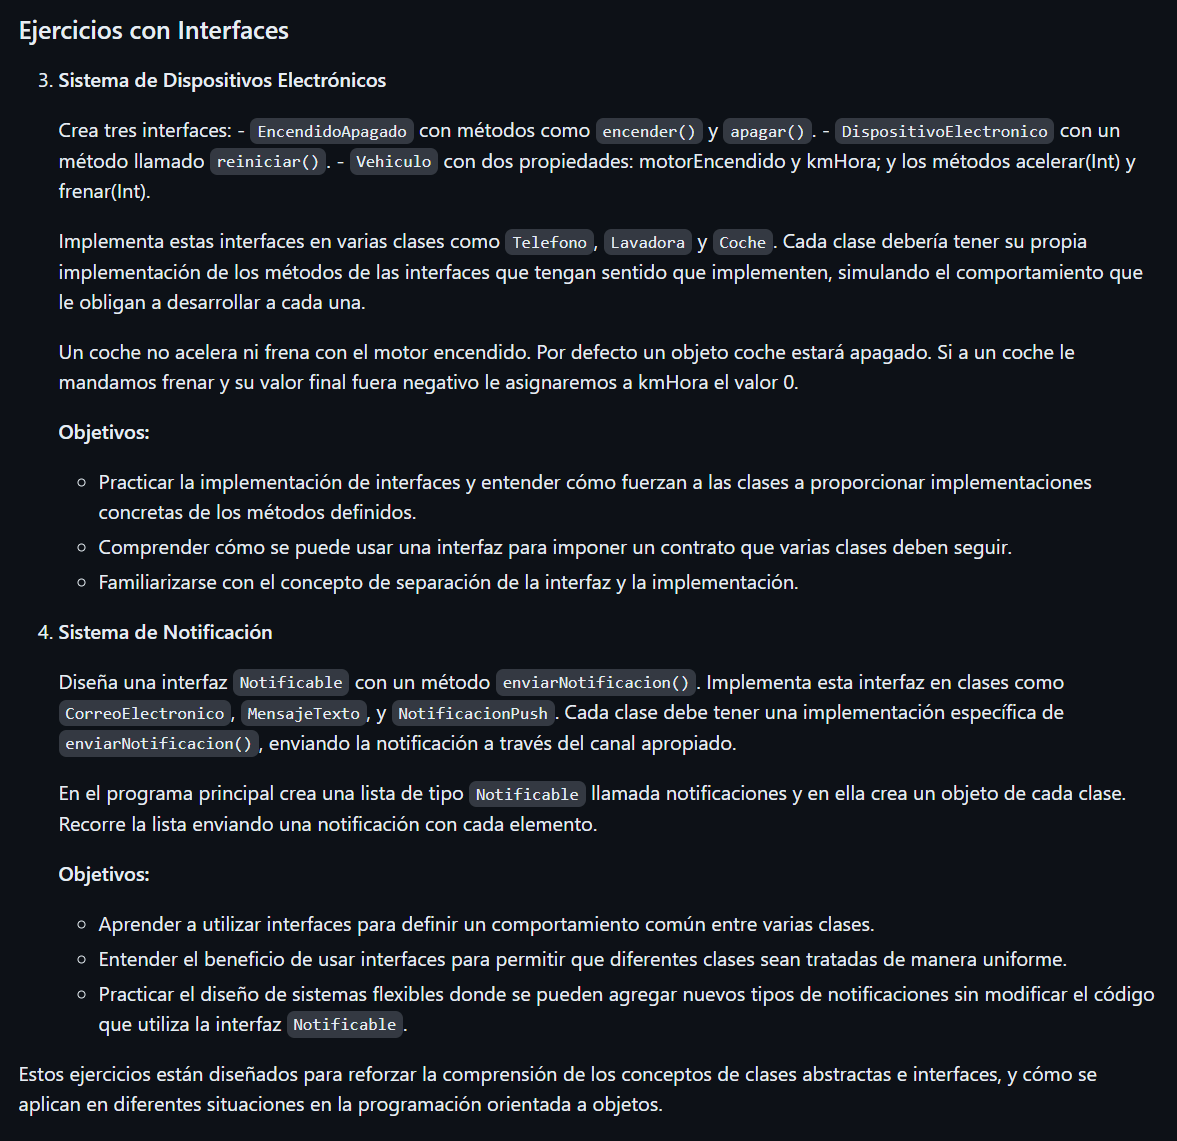 Ejercicios con Interfaces
3. Sistema de Dispositivos Electrónicos
Crea tres interfaces: - EncendidoApagado con métodos como encender() y apagar(). - DispositivoElectronico con un
método llamado reiniciar(). - Vehiculo con dos propiedades: motorEncendido y kmHora; y los métodos acelerar(Int) y
frenar(Int).
Implementa estas interfaces en varias clases como Telefono, Lavadora y Coche. Cada clase debería tener su propia
implementación de los métodos de las interfaces que tengan sentido que implementen, simulando el comportamiento que
le obligan a desarrollar a cada una.
Un coche no acelera ni frena con el motor encendido. Por defecto un objeto coche estará apagado. Si a un coche le
mandamos frenar y su valor final fuera negativo le asignaremos a kmHora el valor 0.
Objetivos:
◦ Practicar la implementación de interfaces y entender cómo fuerzan a las clases a proporcionar implementaciones
concretas de los métodos definidos.
◦ Comprender cómo se puede usar una interfaz para imponer un contrato que varias clases deben seguir.
◦ Familiarizarse con el concepto de separación de la interfaz y la implementación.
4. Sistema de Notificación
Diseña una interfaz Notificable con un método enviarNotificacion(). Implementa esta interfaz en clases como
CorreoElectronico, MensajeTexto, y NotificacionPush. Cada clase debe tener una implementación específica de
enviarNotificacion(), enviando la notificación a través del canal apropiado.
En el programa principal crea una lista de tipo Notificable llamada notificaciones y en ella crea un objeto de cada clase.
Recorre la lista enviando una notificación con cada elemento.
Objetivos:
◦ Aprender a utilizar interfaces para definir un comportamiento común entre varias clases.
◦ Entender el beneficio de usar interfaces para permitir que diferentes clases sean tratadas de manera uniforme.
◦ Practicar el diseño de sistemas flexibles donde se pueden agregar nuevos tipos de notificaciones sin modificar el código
que utiliza la interfaz Notificable.
Estos ejercicios están diseñados para reforzar la comprensión de los conceptos de clases abstractas e interfaces, y cómo se
aplican en diferentes situaciones en la programación orientada a objetos.